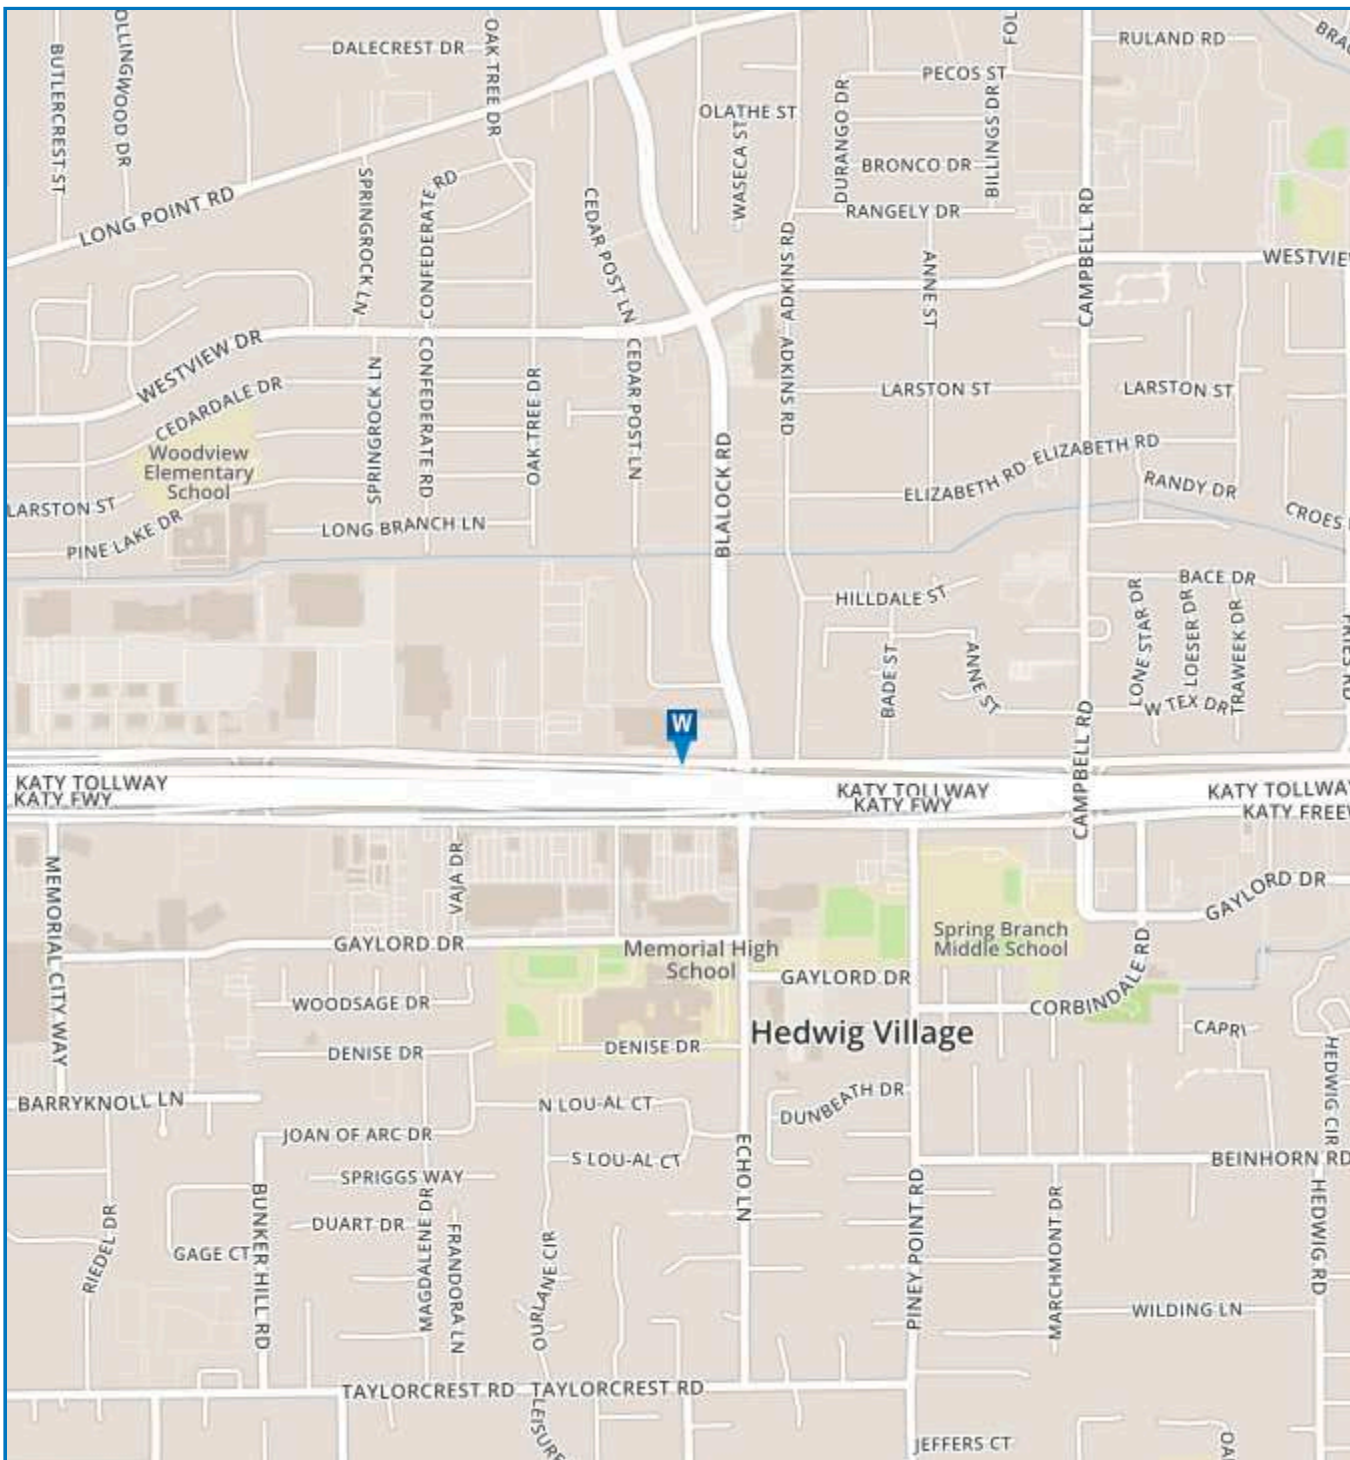 DALECREST DR
OAK TREE DR
OLLINGWOOD DR
BUTLERCREST ST
RULAND RD
PECOS ST
OLATHE ST
WASECA ST
DURANGO DR
BILLINGS DR
BRONCO DR
RANGELY DR
LONG POINT RD
SPRINGROCK LN
CONFEDERATE RD
CEDAR POST LN
ADKINS RD
ANNE ST
CAMPBELL RD
WESTVIEW DR
CEDARDALE DR
SPRINGROCK LN
CONFEDERATE RD
OAK TREE DR
CEDAR POST LN
BLALOCK RD
ADKINS RD
LARSTON ST
LARSTON ST
Woodview
Elementary
School
ELIZABETH RD
ELIZABETH RD
RANDY DR
LARSTON ST
PINE LAKE DR
LONG BRANCH LN
CROES
BACE DR
HILLDALE ST
LONE STAR DR
LOESER DR
TRAWEEK DR
BADE ST
ANNE ST
W TEX DR
W
CAMPBELL RD
KATY TOLLWAY
KATY FWY
KATY TOLLWAY
KATY FWY
KATY TOLLWAY
MEMORIAL CITY WAY
VAJA DR
GAYLORD DR
GAYLORD DR
Memorial High
School
Spring Branch
Middle School
GAYLORD DR
WOODSAGE DR
CORBINDALE RD
DENISE DR
DENISE DR
Hedwig Village
CAPRI
HEDWIG CIR
BARRYKNOLL LN
N LOU-AL CT
DUNBEATH DR
JOAN OF ARC DR
S LOU-AL CT
ECHO LN
BEINHORN RD
SPRIGGS WAY
RIEDEL DR
BUNKER HILL RD
DUART DR
GAGE CT
MAGDALENE DR
FRANDORA LN
OURLANE CIR
PINEY POINT RD
MARCHMONT DR
HEDWIG RD
WILDING LN
TAYLORCREST RD
TAYLORCREST RD
JEFFERS CT